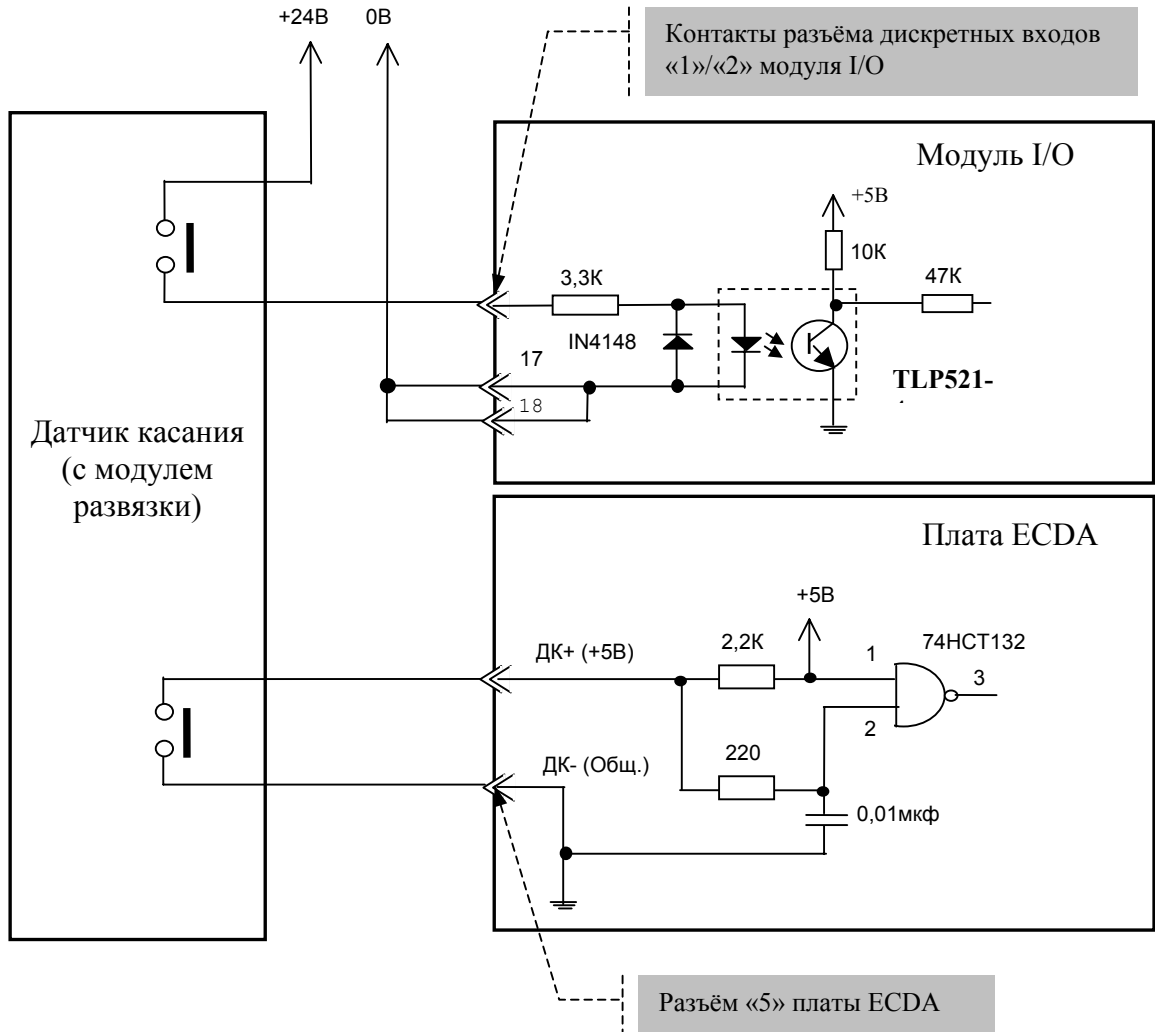 +24В
0В
Контакты разъёма дискретных входов
«1»/«2» модуля I/O
Модуль I/O
+5В
10К
47К
3,3К
IN4148
17
18
TLP521-
Датчик касания
(с модулем
развязки)
Плата ECDA
+5В
74HCT132
2,2К
ДК+ (+5В)
1
3
2
220
ДК- (Общ.)
0,01мкф
Разъём «5» платы ECDA